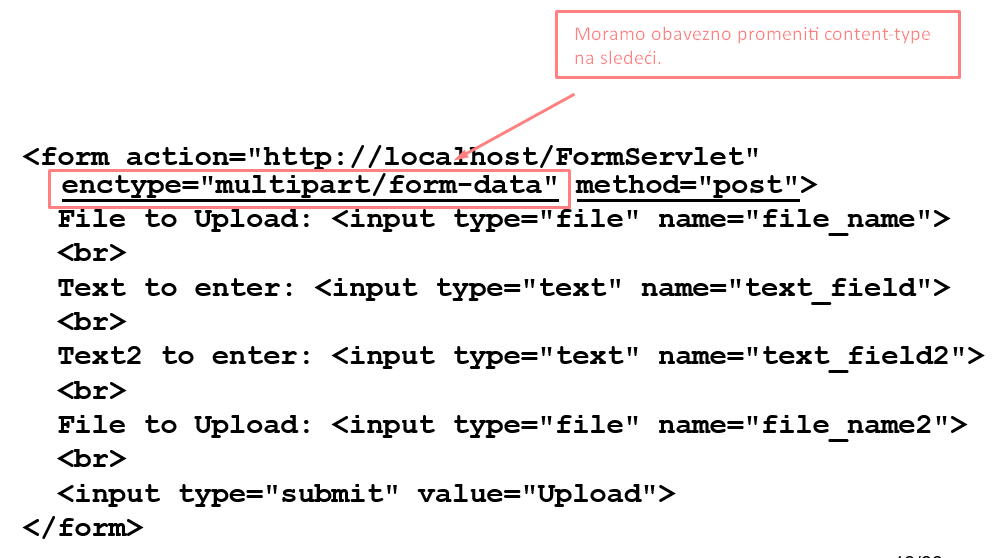 Moramo obavezno promeniti content-type
na sledeći.
<form action="http://localhost/FormServlet"
enctype="multipart/form-data" method="post">
File to Upload: <input type="file" name="file_name">
<br>
Text to enter: <input type="text" name="text_field">
<br>
Text2 to enter: <input type="text" name="text_field2">
<br>
File to Upload: <input type="file" name="file_name2">
<br>
<input type="submit" value="Upload">
</form>